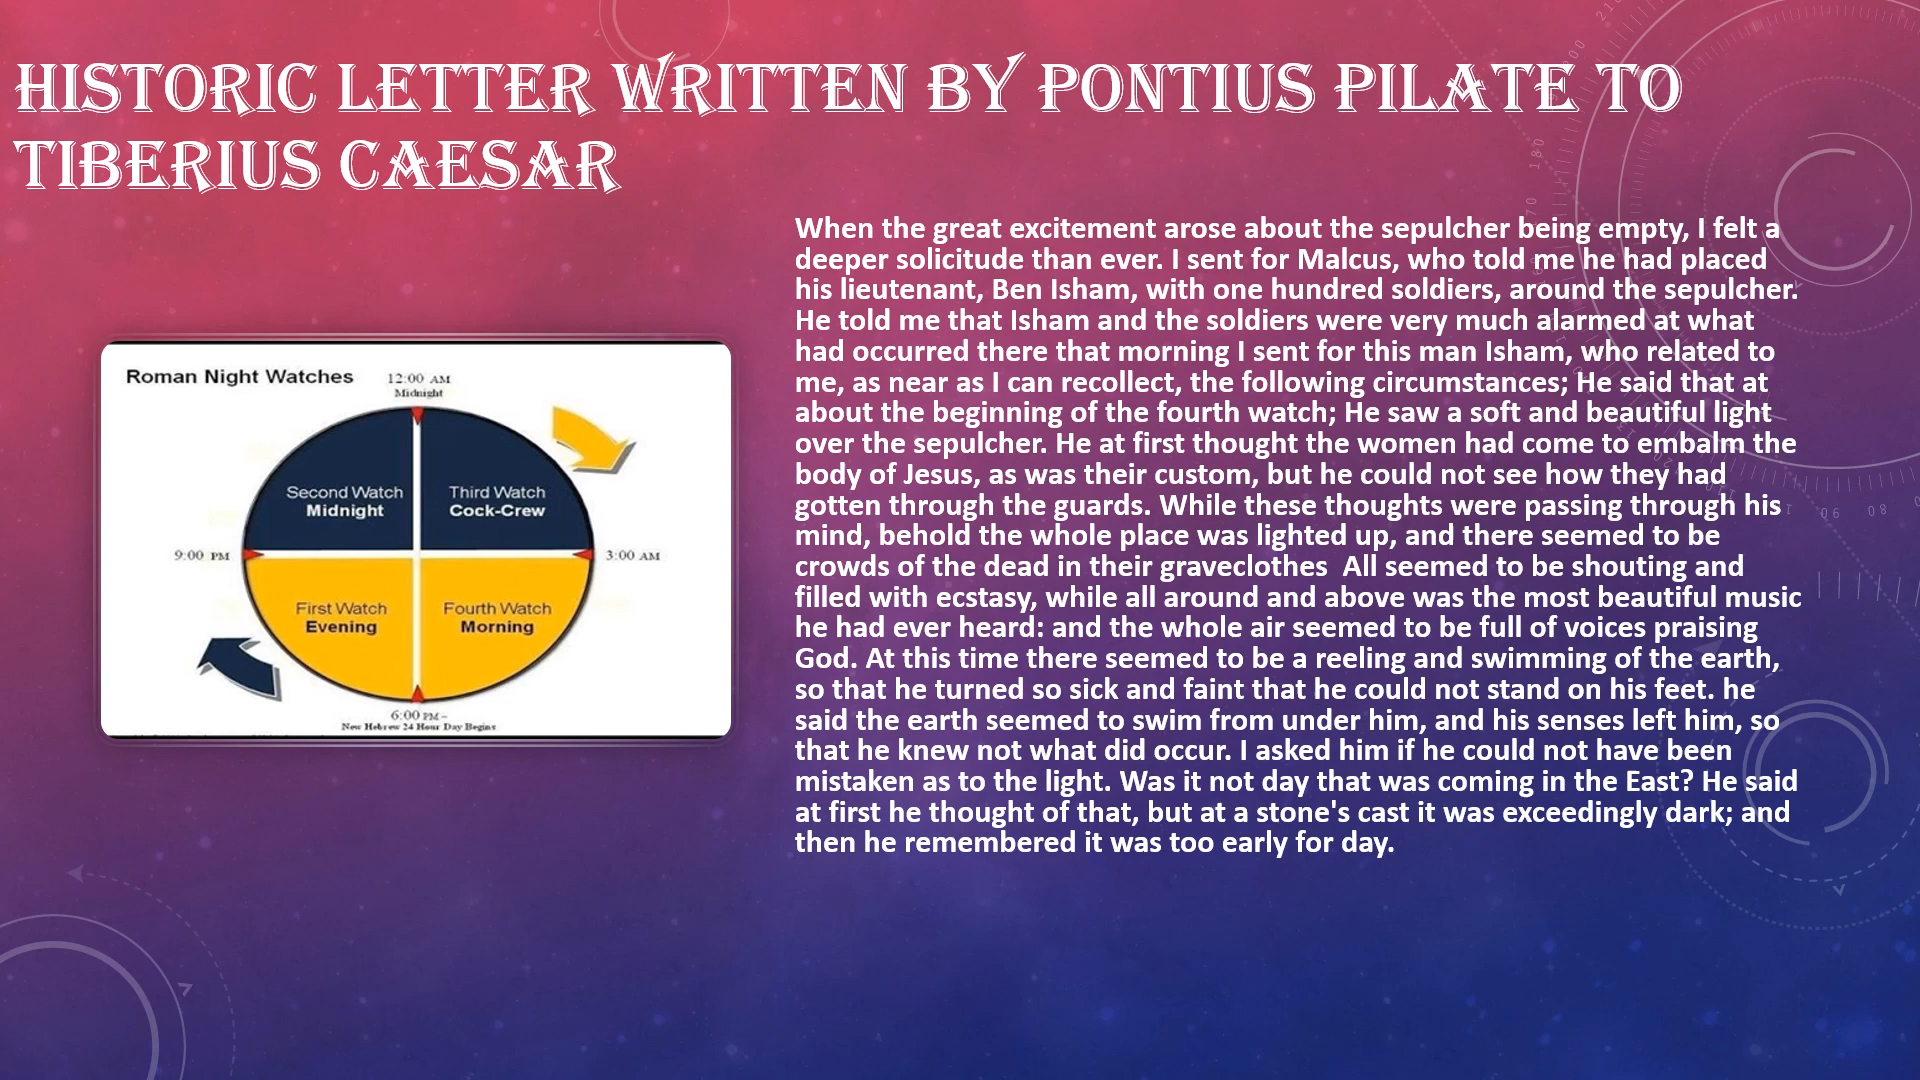 HISTORIC LETTER WRITTEN BY PONTIUS PILATE TO
TIBERIUS CAESAR
When the great excitement arose about the sepulcher being empty, I felt a
deeper solicitude than ever. I sent for Malcus, who told me he had placed
his lieutenant, Ben Isham, with one hundred soldiers, around the sepulcher.
He told me that Isham and the soldiers were very much alarmed at what
had occurred there that morning I sent for this man Isham, who related to
me, as near as I can recollect, the following circumstances; He said that at
about the beginning of the fourth watch; He saw a soft and beautiful light
over the sepulcher. He at first thought the women had come to embalm the
body of Jesus, as was their custom, but he could not see how they had
gotten through the guards. While these thoughts were passing through his
mind, behold the whole place was lighted up, and there seemed to be
crowds of the dead in their graveclothes  All seemed to be shouting and
filled with ecstasy, while all around and above was the most beautiful music
he had ever heard: and the whole air seemed to be full of voices praising
God. At this time there seemed to be a reeling and swimming of the earth,
so that he turned so sick and faint that he could not stand on his feet. he
said the earth seemed to swim from under him, and his senses left him, so
that he knew not what did occur. I asked him if he could not have been
mistaken as to the light. Was it not day that was coming in the East? He said
at first he thought of that, but at a stone's cast it was exceedingly dark; and
then he remembered it was too early for day.
Roman Night Watches
12:00 AM
Midnight
Second Watch
Midnight
Third Watch
Cock-Crew
9:00 PM
3:00 AM
First Watch
Evening
Fourth Watch
Morning
6:00 PM –
New Hebrew 24 Hour Day Begins